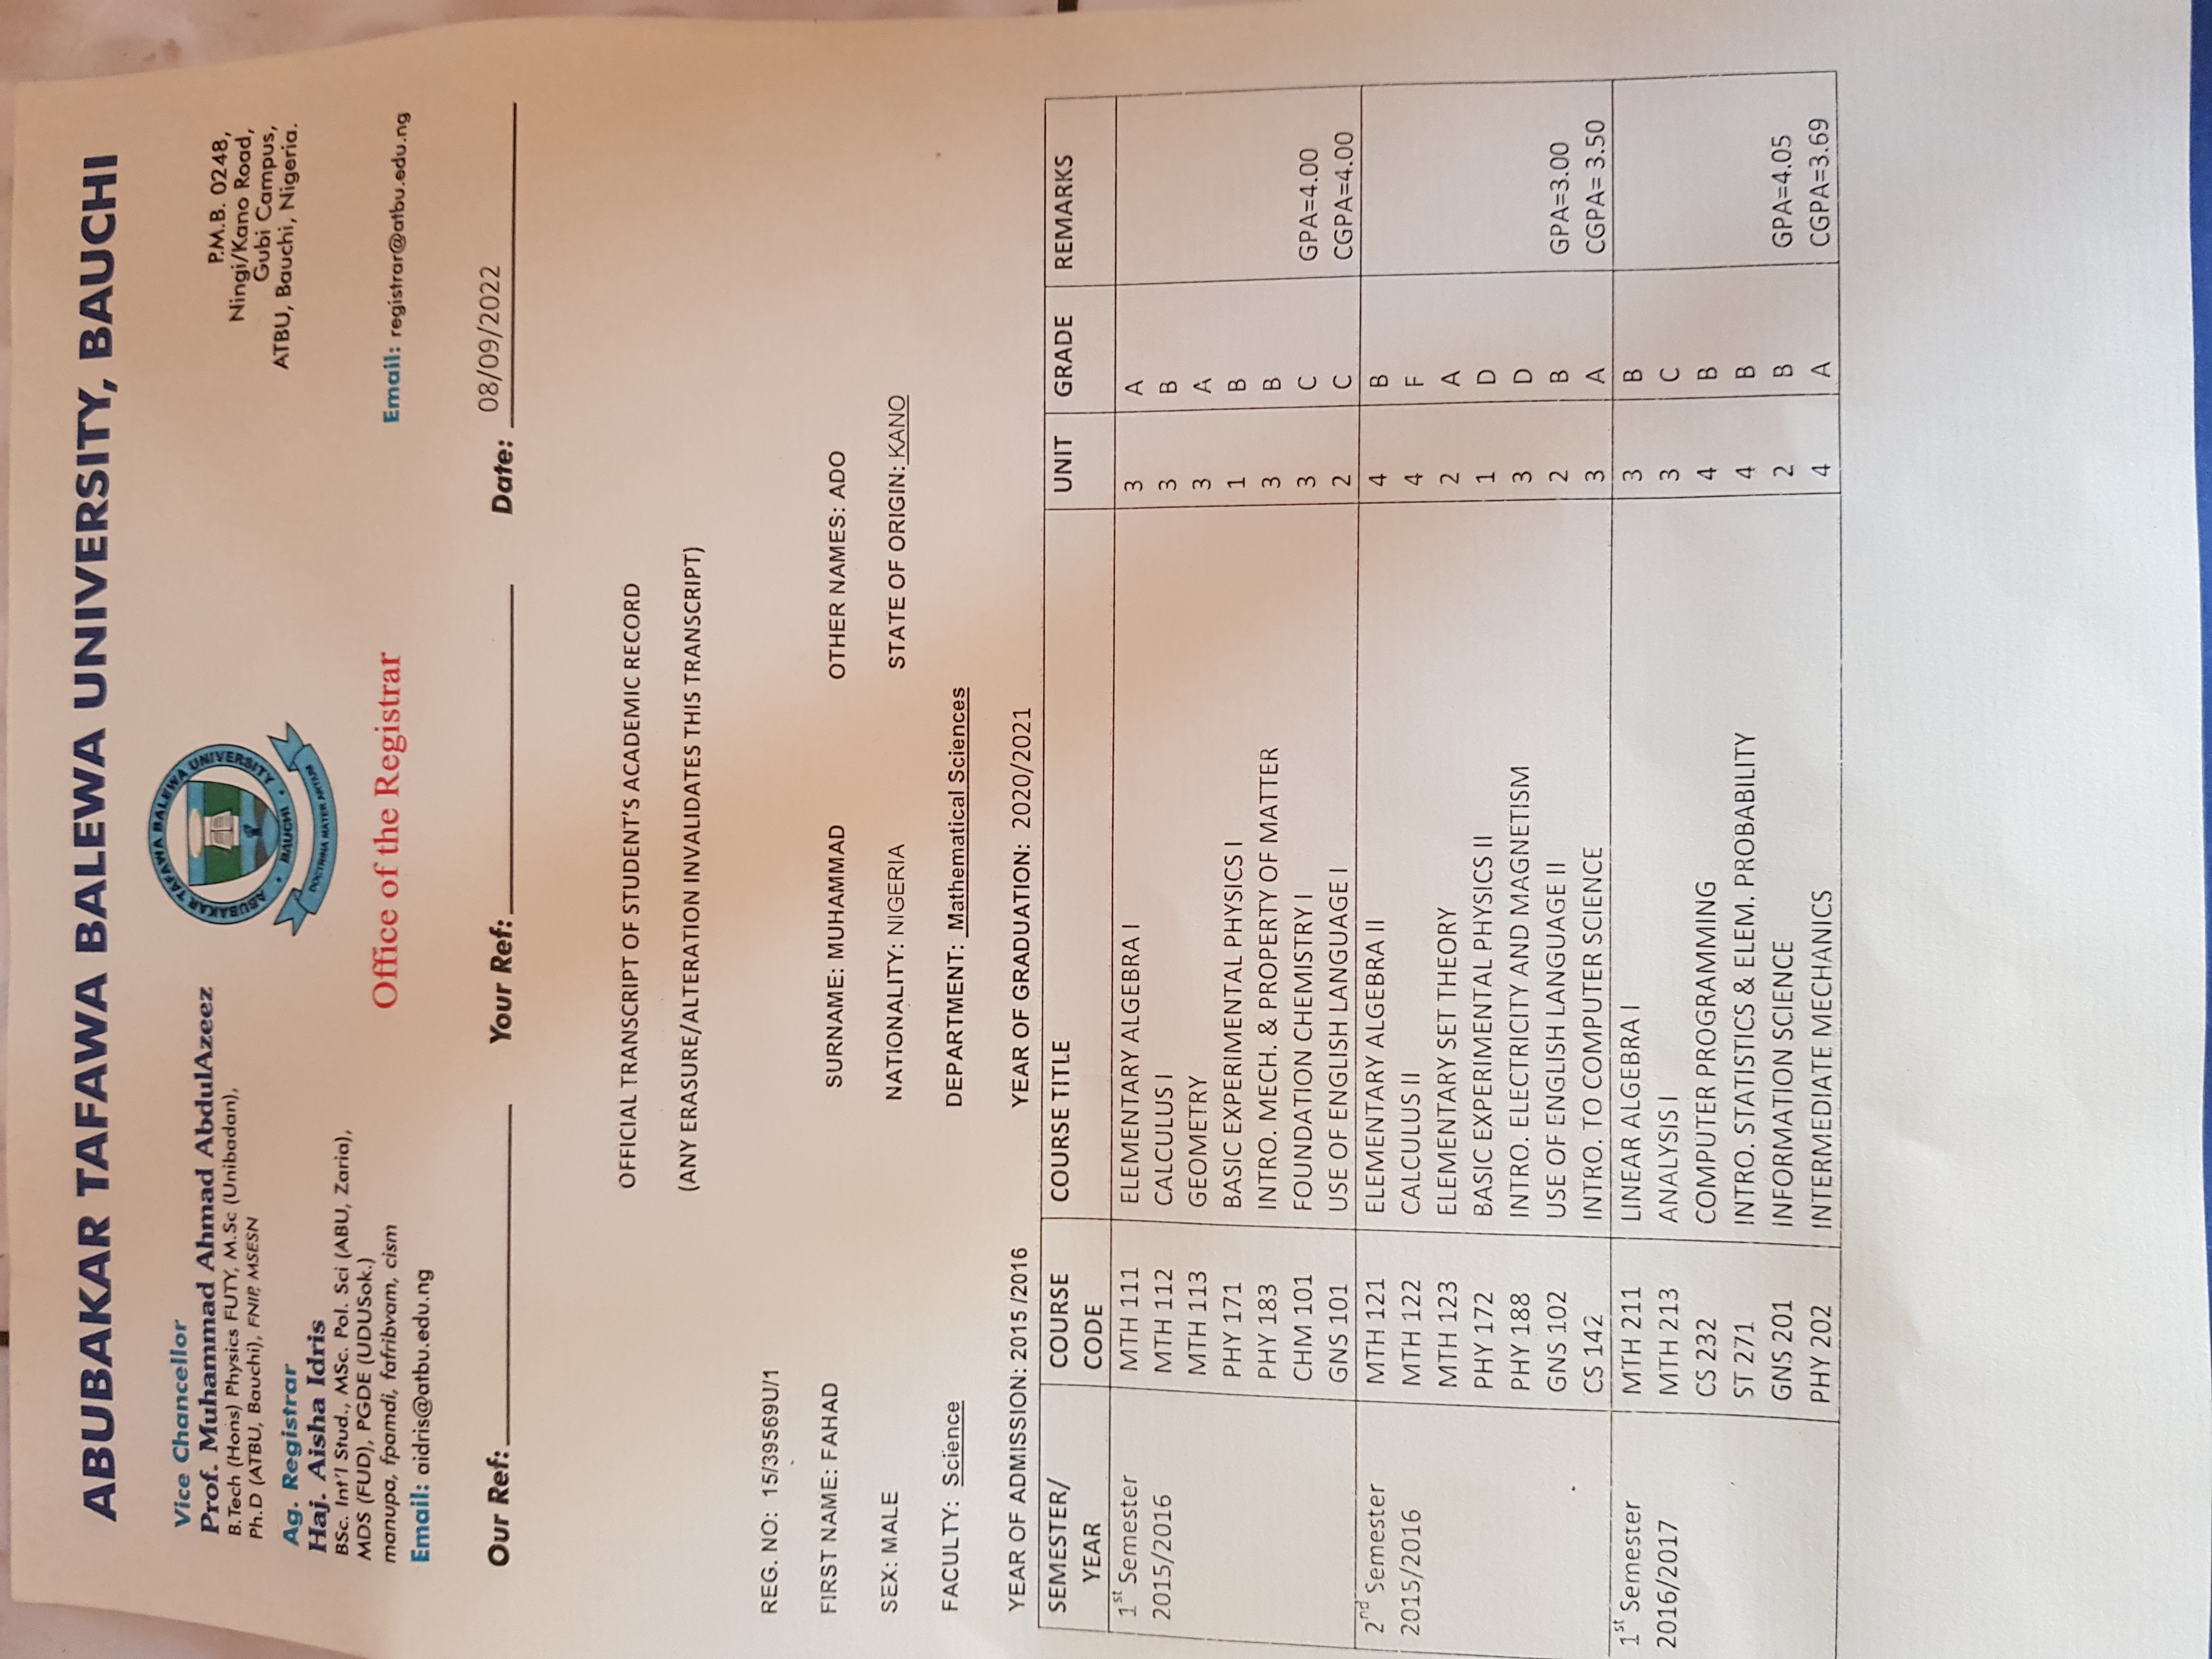 ABUBAKAR TAFAWA BALEWA UNIVERSITY, BAUCHI
Vice Chancellor
Prof. Muhammad Ahmad AbdulAzeez
B.Tech (Hons) Physics FUTY, M.Sc (Unibadan),
Ph.D (ATBU, Bauchi), FNIP, MSESN
Ag. Registrar
Haj. Aisha Idris
BSc. Int'l Stud., MSc. Pol. Sci (ABU, Zaria),
MDS (FUD), PGDE (UDUSok.)
manupa, fpamdi, fafribvam, cism
Email: aidris@atbu.edu.ng
ABUBAKAR TAFAWA BALEWA UNIVERSITY
BAUCHI
DOCTRINA MATER ARTIUM
Office of the Registrar
P.M.B. 0248,
Ningi/Kano Road,
Gubi Campus,
ATBU, Bauchi, Nigeria.
Email: registrar@atbu.edu.ng
Our Ref: Your Ref: Date: 08/09/2022
OFFICIAL TRANSCRIPT OF STUDENT'S ACADEMIC RECORD
(ANY ERASURE/ALTERATION INVALIDATES THIS TRANSCRIPT)
REG. NO: 15/39569U/1
FIRST NAME: FAHAD SURNAME: MUHAMMAD OTHER NAMES: ADO
SEX: MALE NATIONALITY: NIGERIA STATE OF ORIGIN: KANO
FACULTY: Science DEPARTMENT: Mathematical Sciences
YEAR OF ADMISSION: 2015 /2016 YEAR OF GRADUATION: 2020/2021
SEMESTER/ COURSE COURSE TITLE UNIT GRADE REMARKS
YEAR CODE
1st Semester MTH 111 ELEMENTARY ALGEBRA I 3 A
2015/2016 MTH 112 CALCULUS I 3 B
MTH 113 GEOMETRY 3 A
PHY 171 BASIC EXPERIMENTAL PHYSICS I 1 B
PHY 183 INTRO. MECH. & PROPERTY OF MATTER 3 B
CHM 101 FOUNDATION CHEMISTRY I 3 C GPA=4.00
GNS 101 USE OF ENGLISH LANGUAGE I 2 C CGPA=4.00
2nd Semester MTH 121 ELEMENTARY ALGEBRA II 4 B
2015/2016 MTH 122 CALCULUS II 4 F
MTH 123 ELEMENTARY SET THEORY 2 A
PHY 172 BASIC EXPERIMENTAL PHYSICS II 1 D
PHY 188 INTRO. ELECTRICITY AND MAGNETISM 3 D
GNS 102 USE OF ENGLISH LANGUAGE II 2 B GPA=3.00
CS 142 INTRO. TO COMPUTER SCIENCE 3 A CGPA= 3.50
1st Semester MTH 211 LINEAR ALGEBRA I 3 B
2016/2017 MTH 213 ANALYSIS I 3 C
CS 232 COMPUTER PROGRAMMING 4 B
ST 271 INTRO. STATISTICS & ELEM. PROBABILITY 4 B
GNS 201 INFORMATION SCIENCE 2 B GPA=4.05
PHY 202 INTERMEDIATE MECHANICS 4 A CGPA=3.69